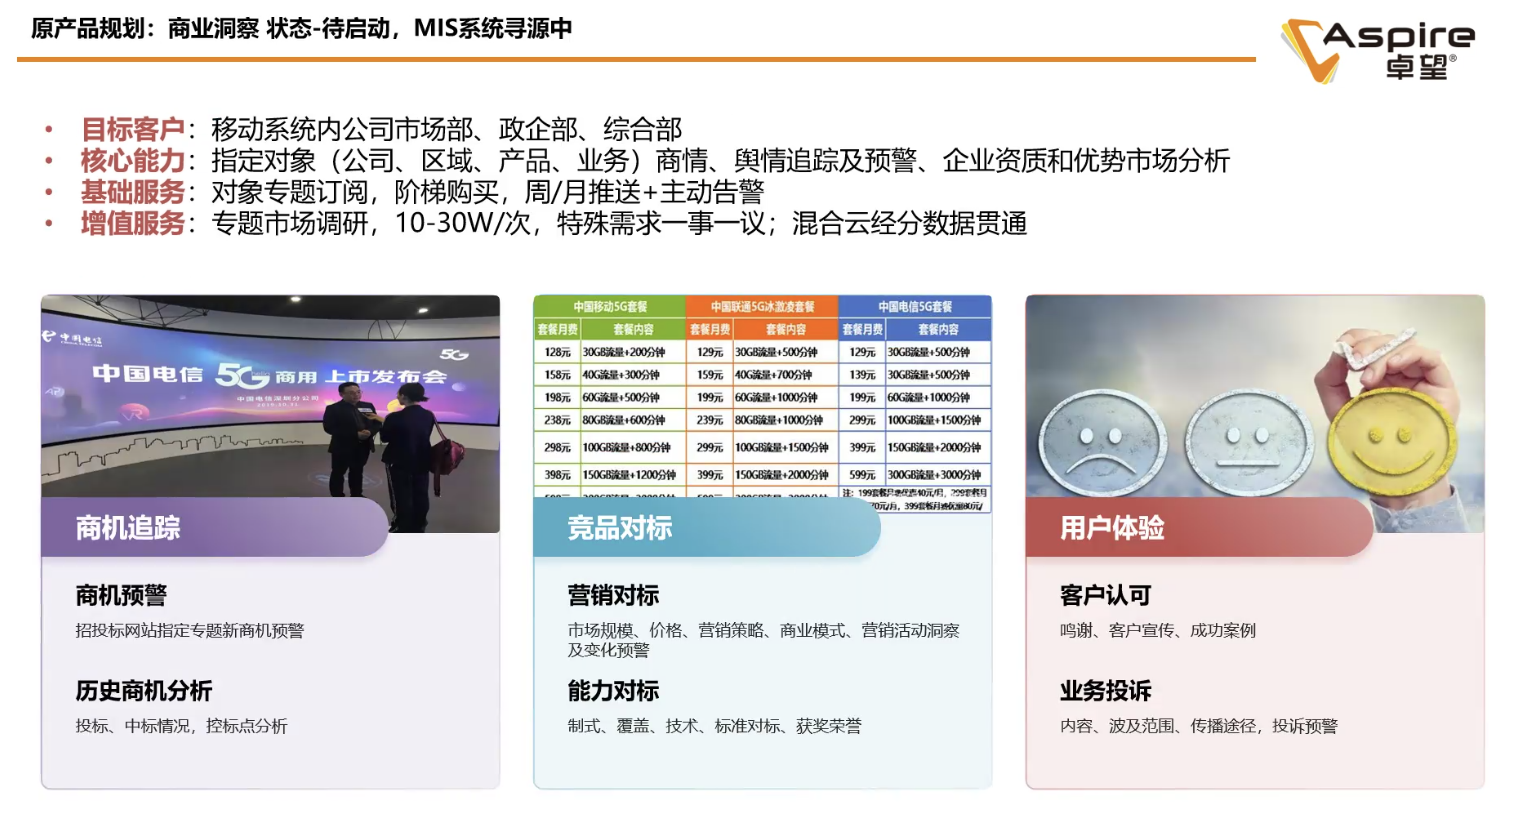 原产品规划：商业洞察 状态-待启动，MIS系统寻源中
Aspire
卓望®
• 目标客户：移动系统内公司市场部、政企部、综合部
• 核心能力：指定对象（公司、区域、产品、业务）商情、舆情追踪及预警、企业资质和优势市场分析
• 基础服务：对象专题订阅，阶梯购买，周/月推送+主动告警
• 增值服务：专题市场调研，10-30W/次，特殊需求一事一议；混合云经分数据贯通
中国电信
5G
中国电信 5G 商用 上市发布会
VR
商机追踪
商机预警
招投标网站指定专题新商机预警
历史商机分析
投标、中标情况，控标点分析
中国移动5G套餐 中国联通5G冰激凌套餐 中国电信5G套餐
套餐月费 套餐内容 套餐月费 套餐内容 套餐月费 套餐内容
128元 30GB流量+200分钟 129元 30GB流量+500分钟 129元 30GB流量+500分钟
158元 40G流量+300分钟 159元 40G流量+700分钟 139元 30GB流量+500分钟
198元 60G流量+500分钟 199元 60G流量+1000分钟 199元 60G流量+1000分钟
238元 80GB流量+600分钟 239元 80GB流量+1000分钟 299元 100GB流量+1500分钟
298元 100GB流量+800分钟 299元 100GB流量+1500分钟 399元 150GB流量+2000分钟
398元 150GB流量+1200分钟 399元 150GB流量+2000分钟 599元 300GB流量+3000分钟
竞品对标
营销对标
市场规模、价格、营销策略、商业模式、营销活动洞察
及变化预警
能力对标
制式、覆盖、技术、标准对标、获奖荣誉
用户体验
客户认可
鸣谢、客户宣传、成功案例
业务投诉
内容、波及范围、传播途径，投诉预警